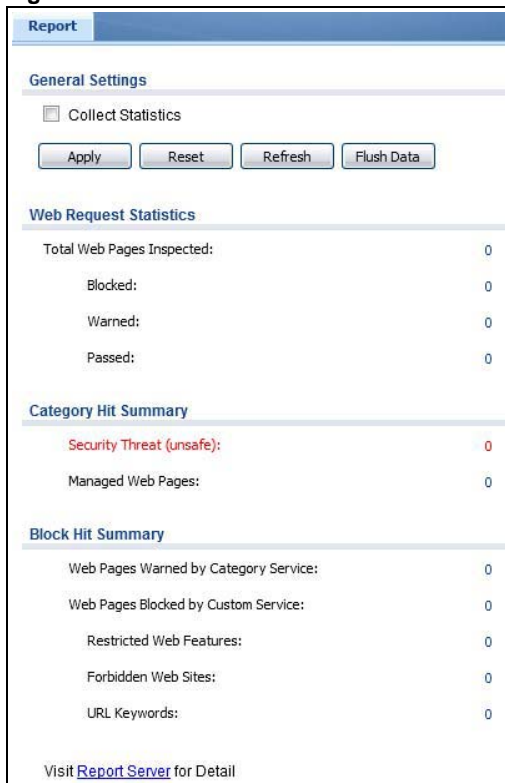 Report
General Settings
Collect Statistics
Apply Reset Refresh Flush Data
Web Request Statistics
Total Web Pages Inspected: 0
Blocked: 0
Warned: 0
Passed: 0
Category Hit Summary
Security Threat (unsafe): 0
Managed Web Pages: 0
Block Hit Summary
Web Pages Warned by Category Service: 0
Web Pages Blocked by Custom Service: 0
Restricted Web Features: 0
Forbidden Web Sites: 0
URL Keywords: 0
Visit Report Server for Detail